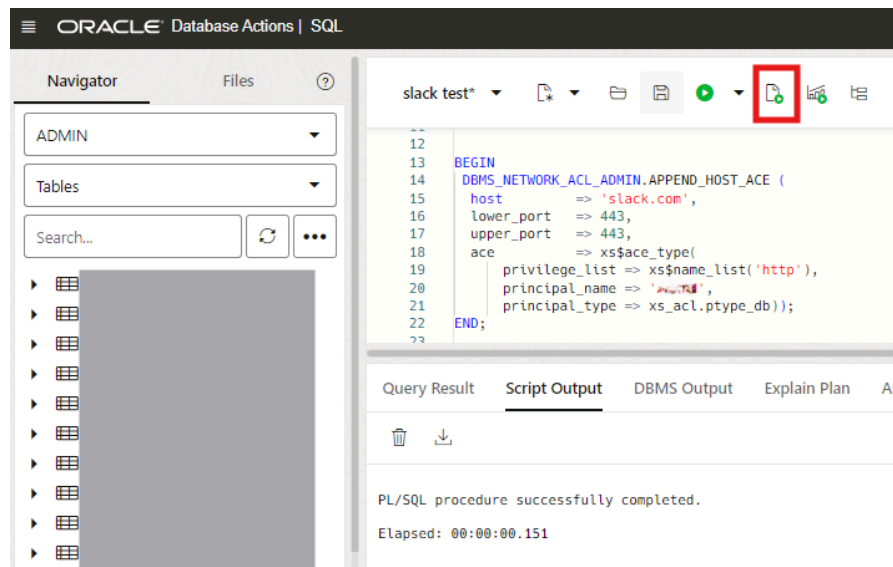 ORACLE Database Actions | SQL
Navigator Files
ADMIN
Tables
Search...
slack test*
11
12
13 BEGIN
14 DBMS_NETWORK_ACL_ADMIN.APPEND_HOST_ACE (
15 host => 'slack.com',
16 lower_port => 443,
17 upper_port => 443,
18 ace => xs$ace_type(
19 privilege_list => xs$name_list('http'),
20 principal_name => '',
21 principal_type => xs_acl.ptype_db));
22 END;
23
Query Result Script Output DBMS Output Explain Plan A
PL/SQL procedure successfully completed.
Elapsed: 00:00:00.151